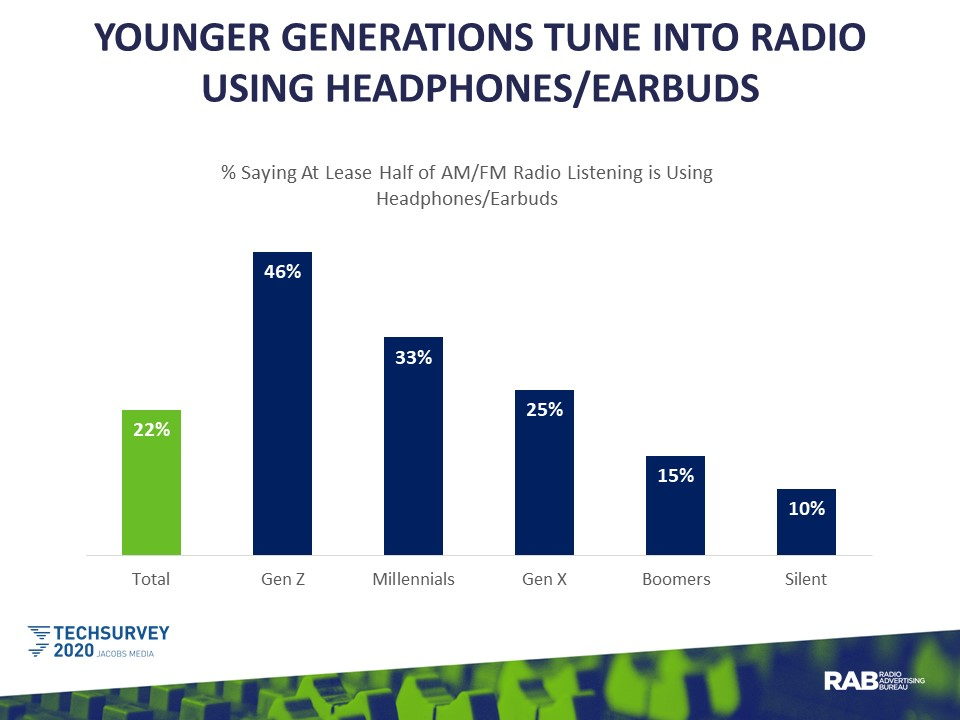 YOUNGER GENERATIONS TUNE INTO RADIO
USING HEADPHONES/EARBUDS
% Saying At Lease Half of AM/FM Radio Listening is Using
Headphones/Earbuds
46%
33%
25%
22%
15%
10%
Total
Gen Z
Millennials
Gen X
Boomers
Silent
TECHSURVEY
2020 JACOBS MEDIA
RAB RADIO
ADVERTISING
BUREAU